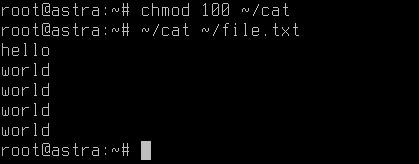 root@astra:~# chmod 100 ~/cat
root@astra:~# ~/cat ~/file.txt
hello
world
world
world
world
root@astra:~#